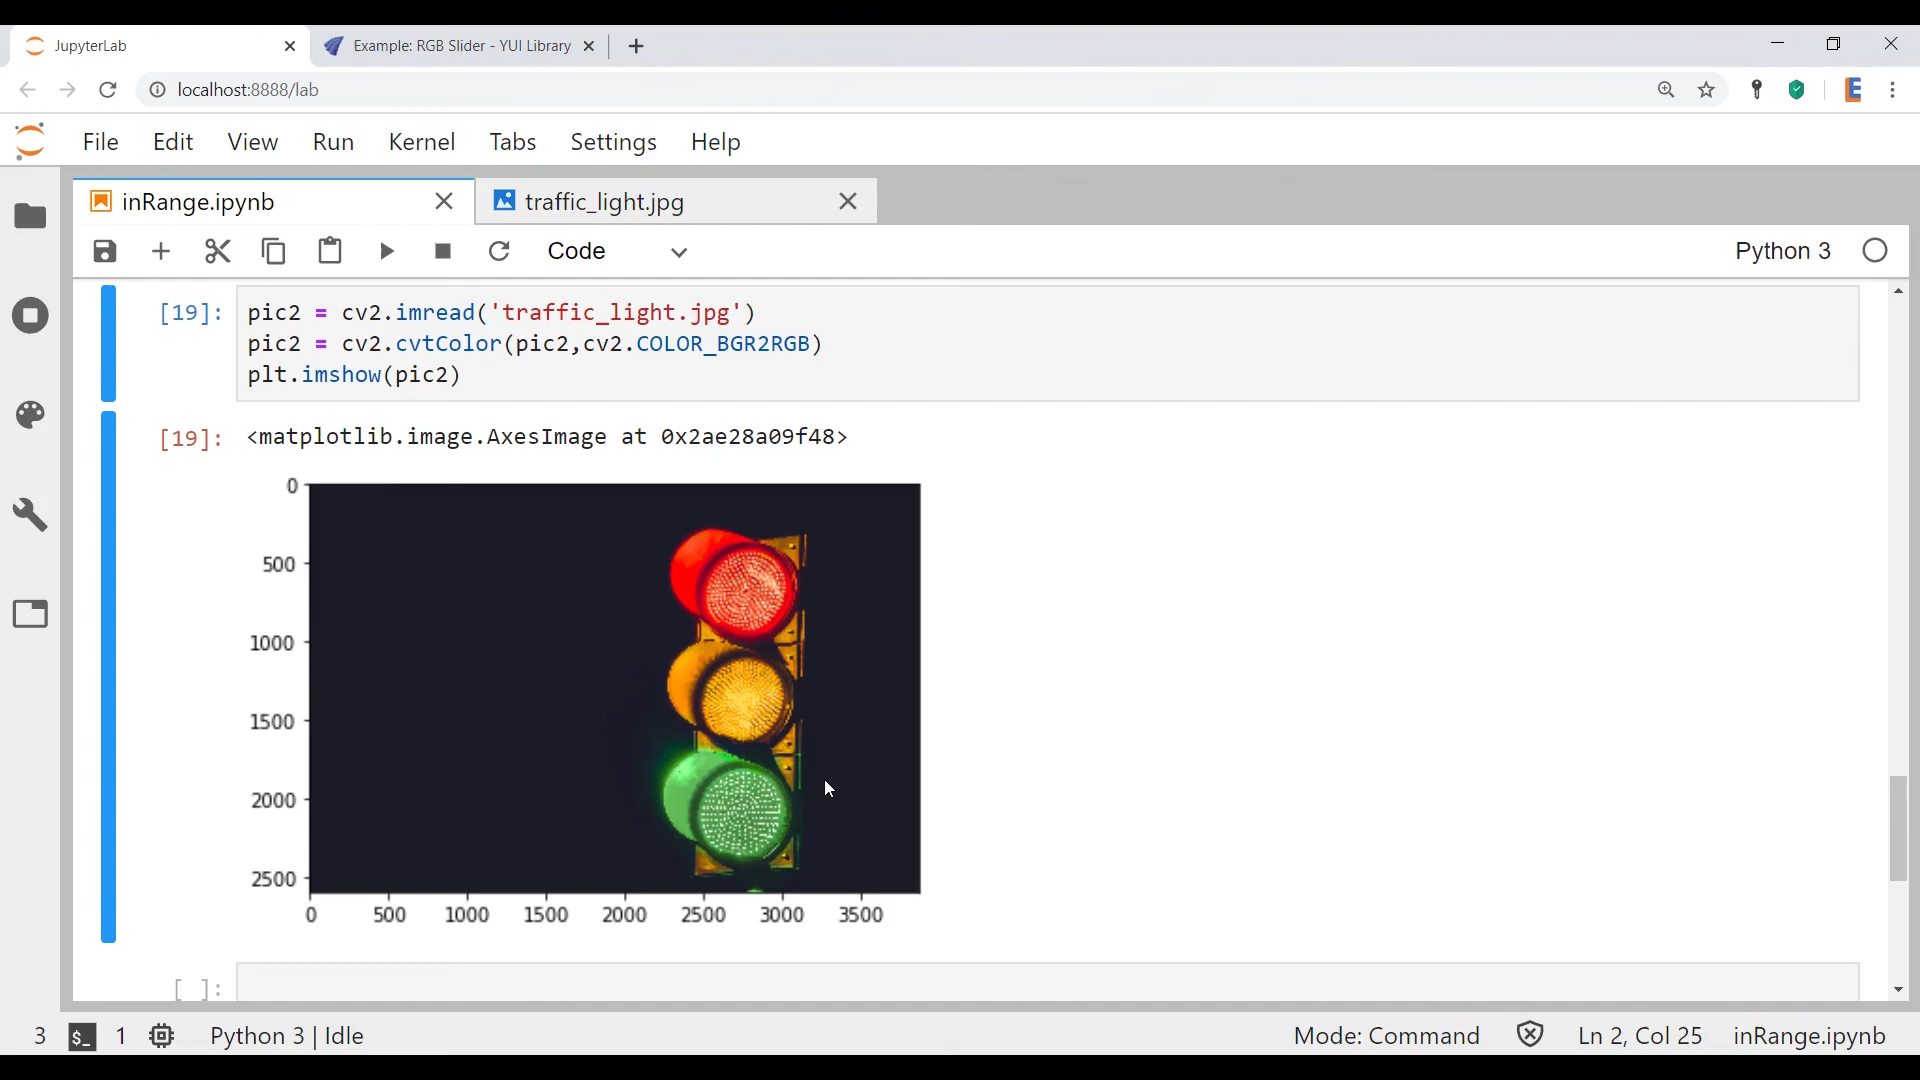 JupyterLab
Example: RGB Slider - YUI Library
localhost:8888/lab
File Edit View Run Kernel Tabs Settings Help
inRange.ipynb
traffic_light.jpg
Code
Python 3
[19]:
pic2 = cv2.imread('traffic_light.jpg')
pic2 = cv2.cvtColor(pic2,cv2.COLOR_BGR2RGB)
plt.imshow(pic2)
[19]:
<matplotlib.image.AxesImage at 0x2ae28a09f48>
0
500
1000
1500
2000
2500
0 500 1000 1500 2000 2500 3000 3500
[ ]:
3 $_ 1 Python 3 | Idle Mode: Command Ln 2, Col 25 inRange.ipynb